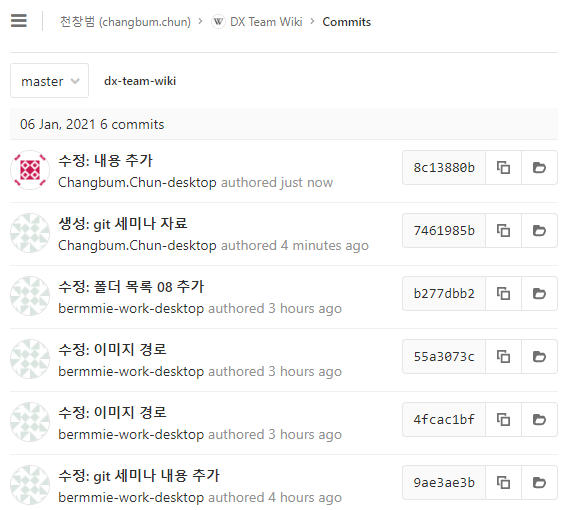 천창범 (changbum.chun) > W DX Team Wiki > Commits
master dx-team-wiki
06 Jan, 2021 6 commits
수정: 내용 추가
8c13880b
Changbum.Chun-desktop authored just now
생성: git 세미나 자료
7461985b
Changbum.Chun-desktop authored 4 minutes ago
수정: 폴더 목록 08 추가
b277dbb2
bermmie-work-desktop authored 3 hours ago
수정: 이미지 경로
55a3073c
bermmie-work-desktop authored 3 hours ago
수정: 이미지 경로
4fcac1bf
bermmie-work-desktop authored 3 hours ago
수정: git 세미나 내용 추가
9ae3ae3b
bermmie-work-desktop authored 4 hours ago